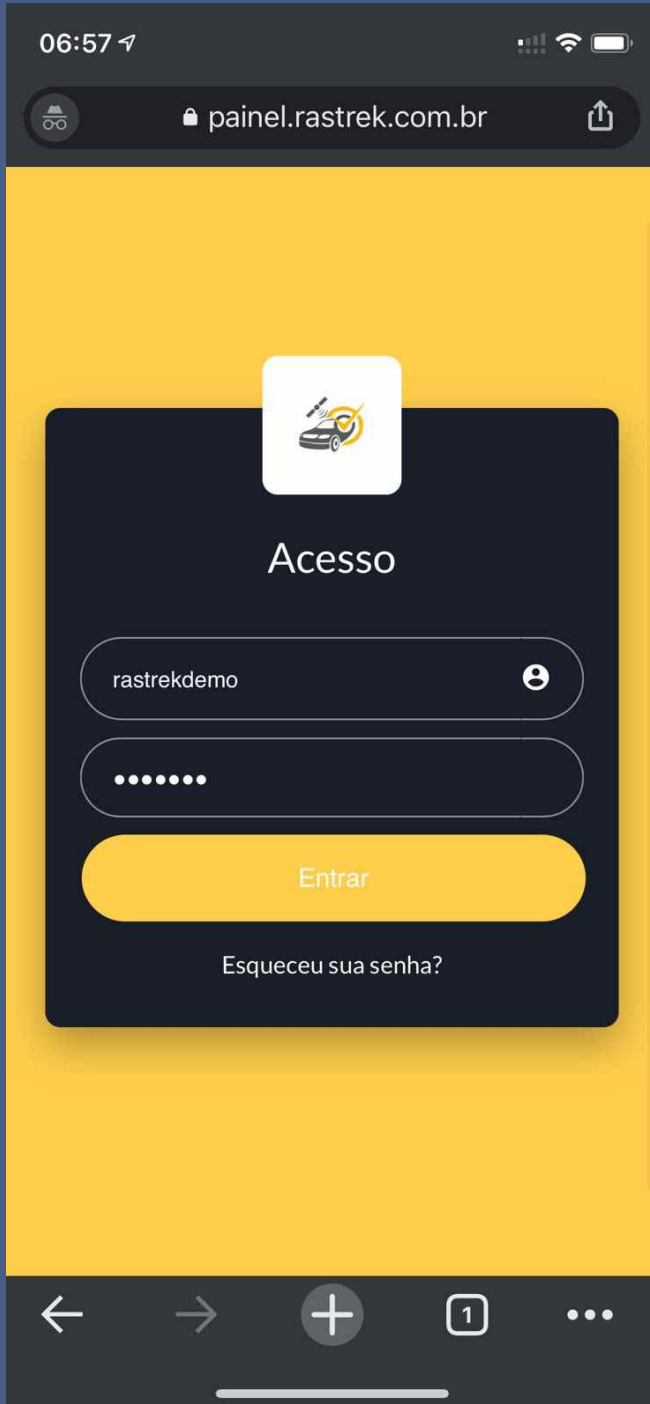 06:57
painel.rastrek.com.br
Acesso
rastrekdemo
•••••••
Entrar
Esqueceu sua senha?
1